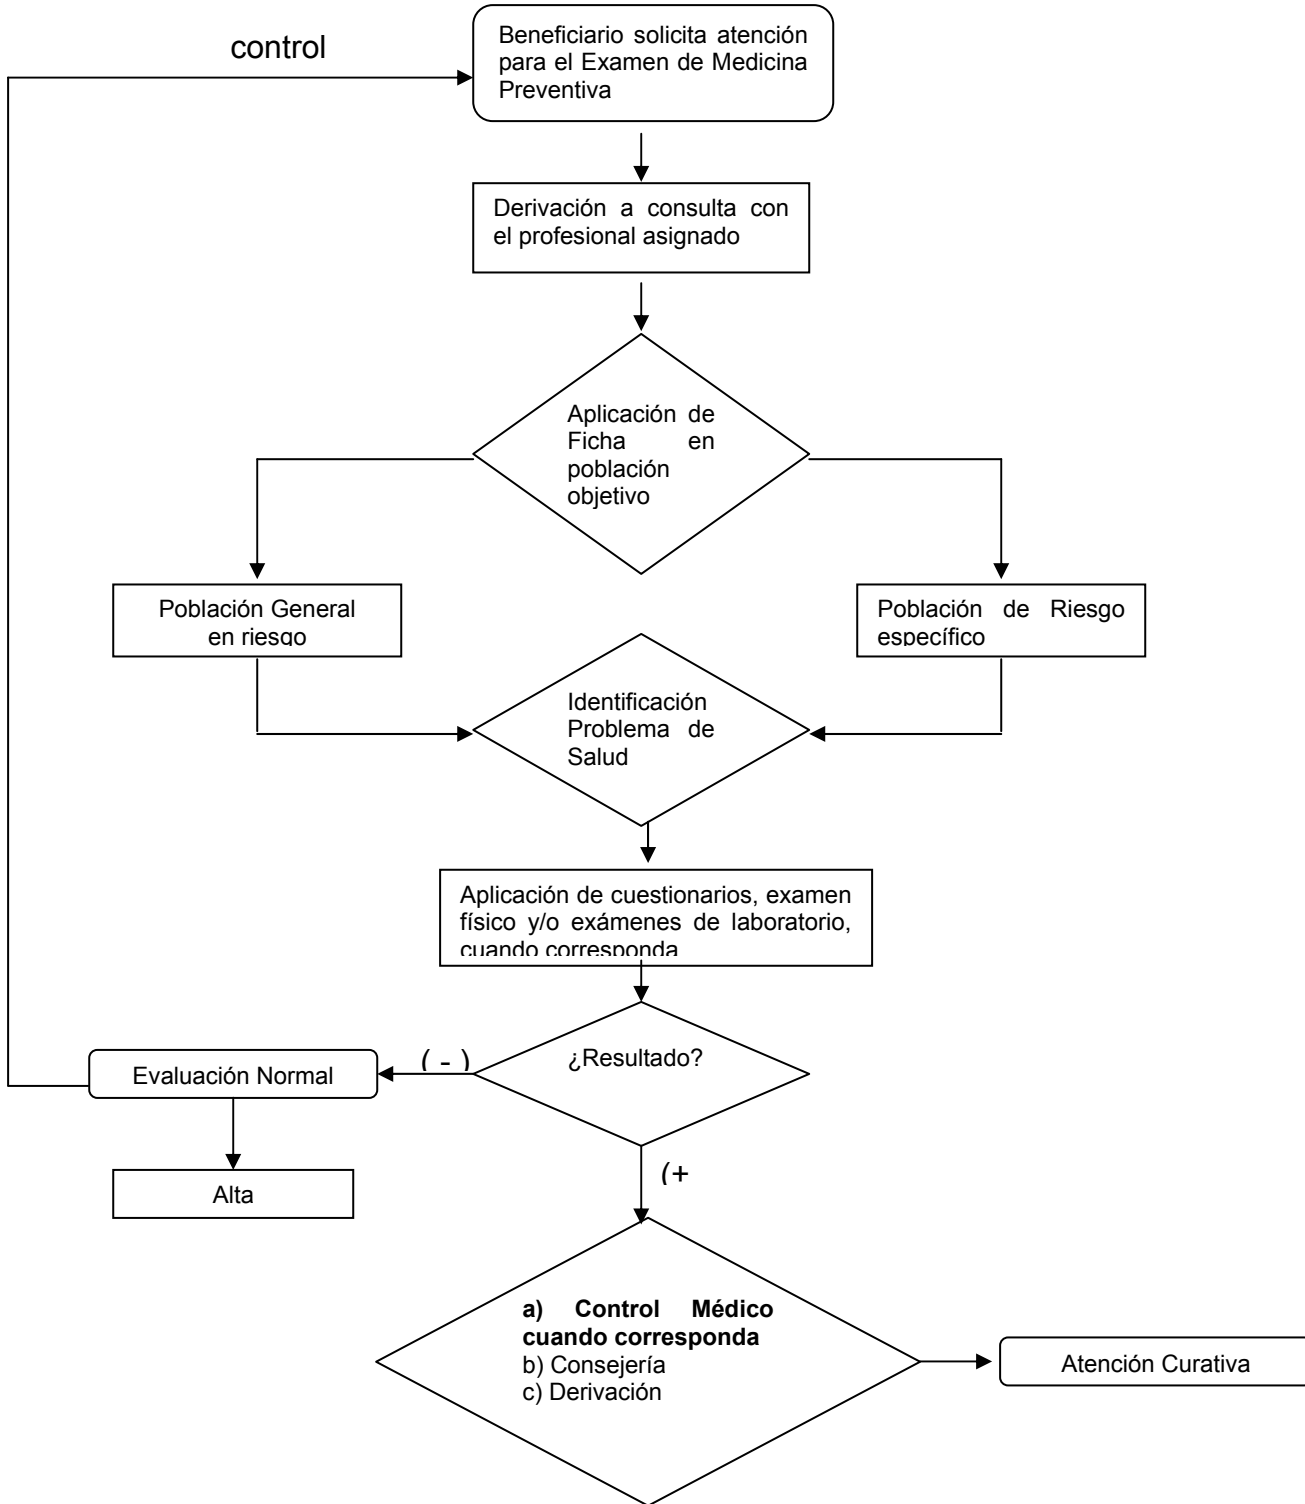 control
Beneficiario solicita atención
para el Examen de Medicina
Preventiva
Derivación a consulta con
el profesional asignado
Aplicación de
Ficha en
población
objetivo
Población General
en riesgo
Población de Riesgo
específico
Identificación
Problema de
Salud
Aplicación de cuestionarios, examen
físico y/o exámenes de laboratorio,
cuando corresponda
¿Resultado?
( - )
Evaluación Normal
(+
Alta
a) Control Médico
cuando corresponda
b) Consejería
c) Derivación
Atención Curativa